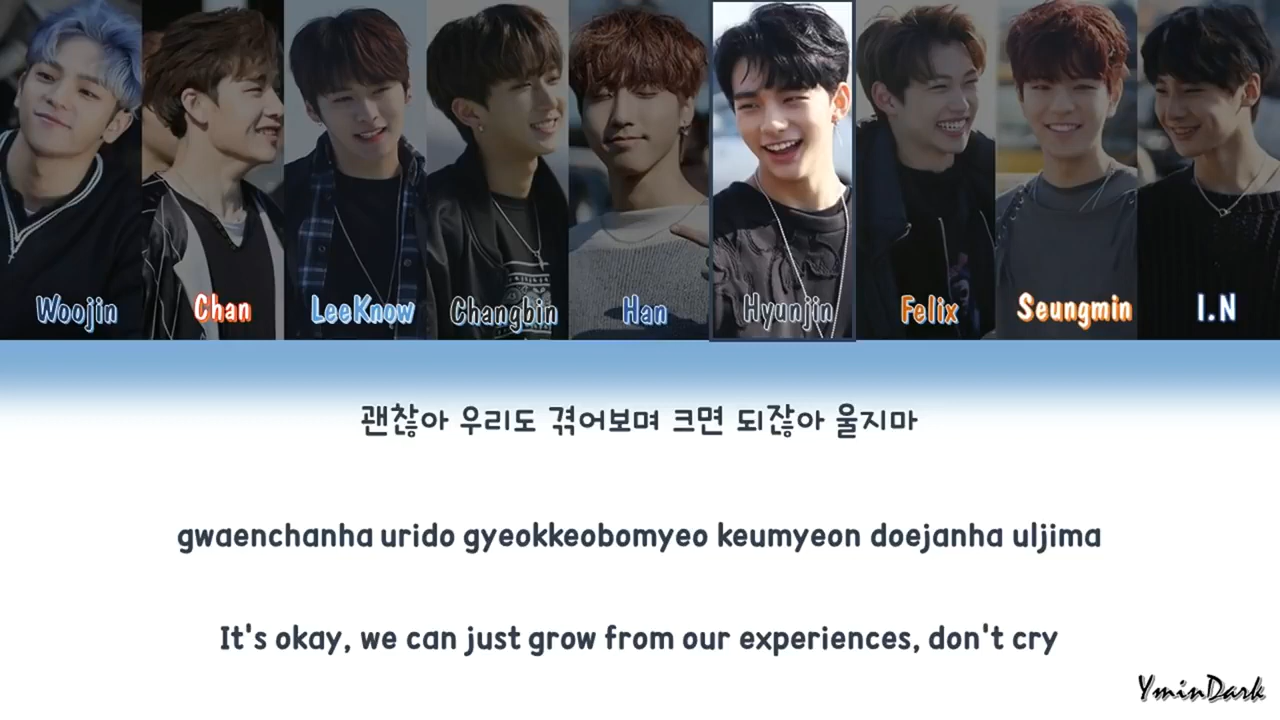 Woojin Chan LeeKnow Changbin Han Hyunjin Felix Seungmin I.N
괜찮아 우리도 겪어보며 크면 되잖아 울지마
gwaenchanha urido gyeokkeobomyeo keumyeon doejanha uljima
It's okay, we can just grow from our experiences, don't cry
YminDark